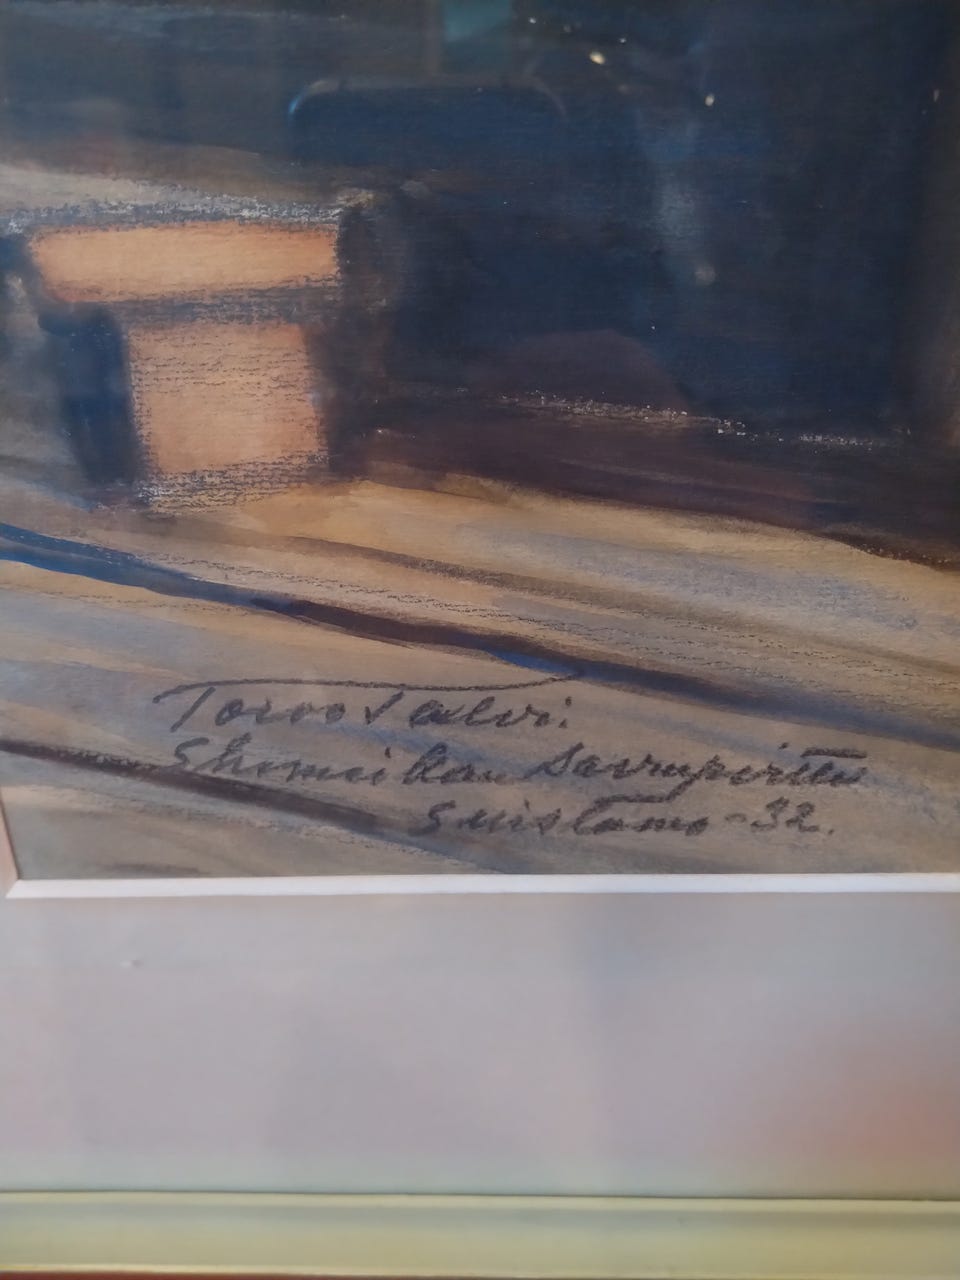 Toivo Talvi.
Shemeikan Savupirtti
Suistamo -32.